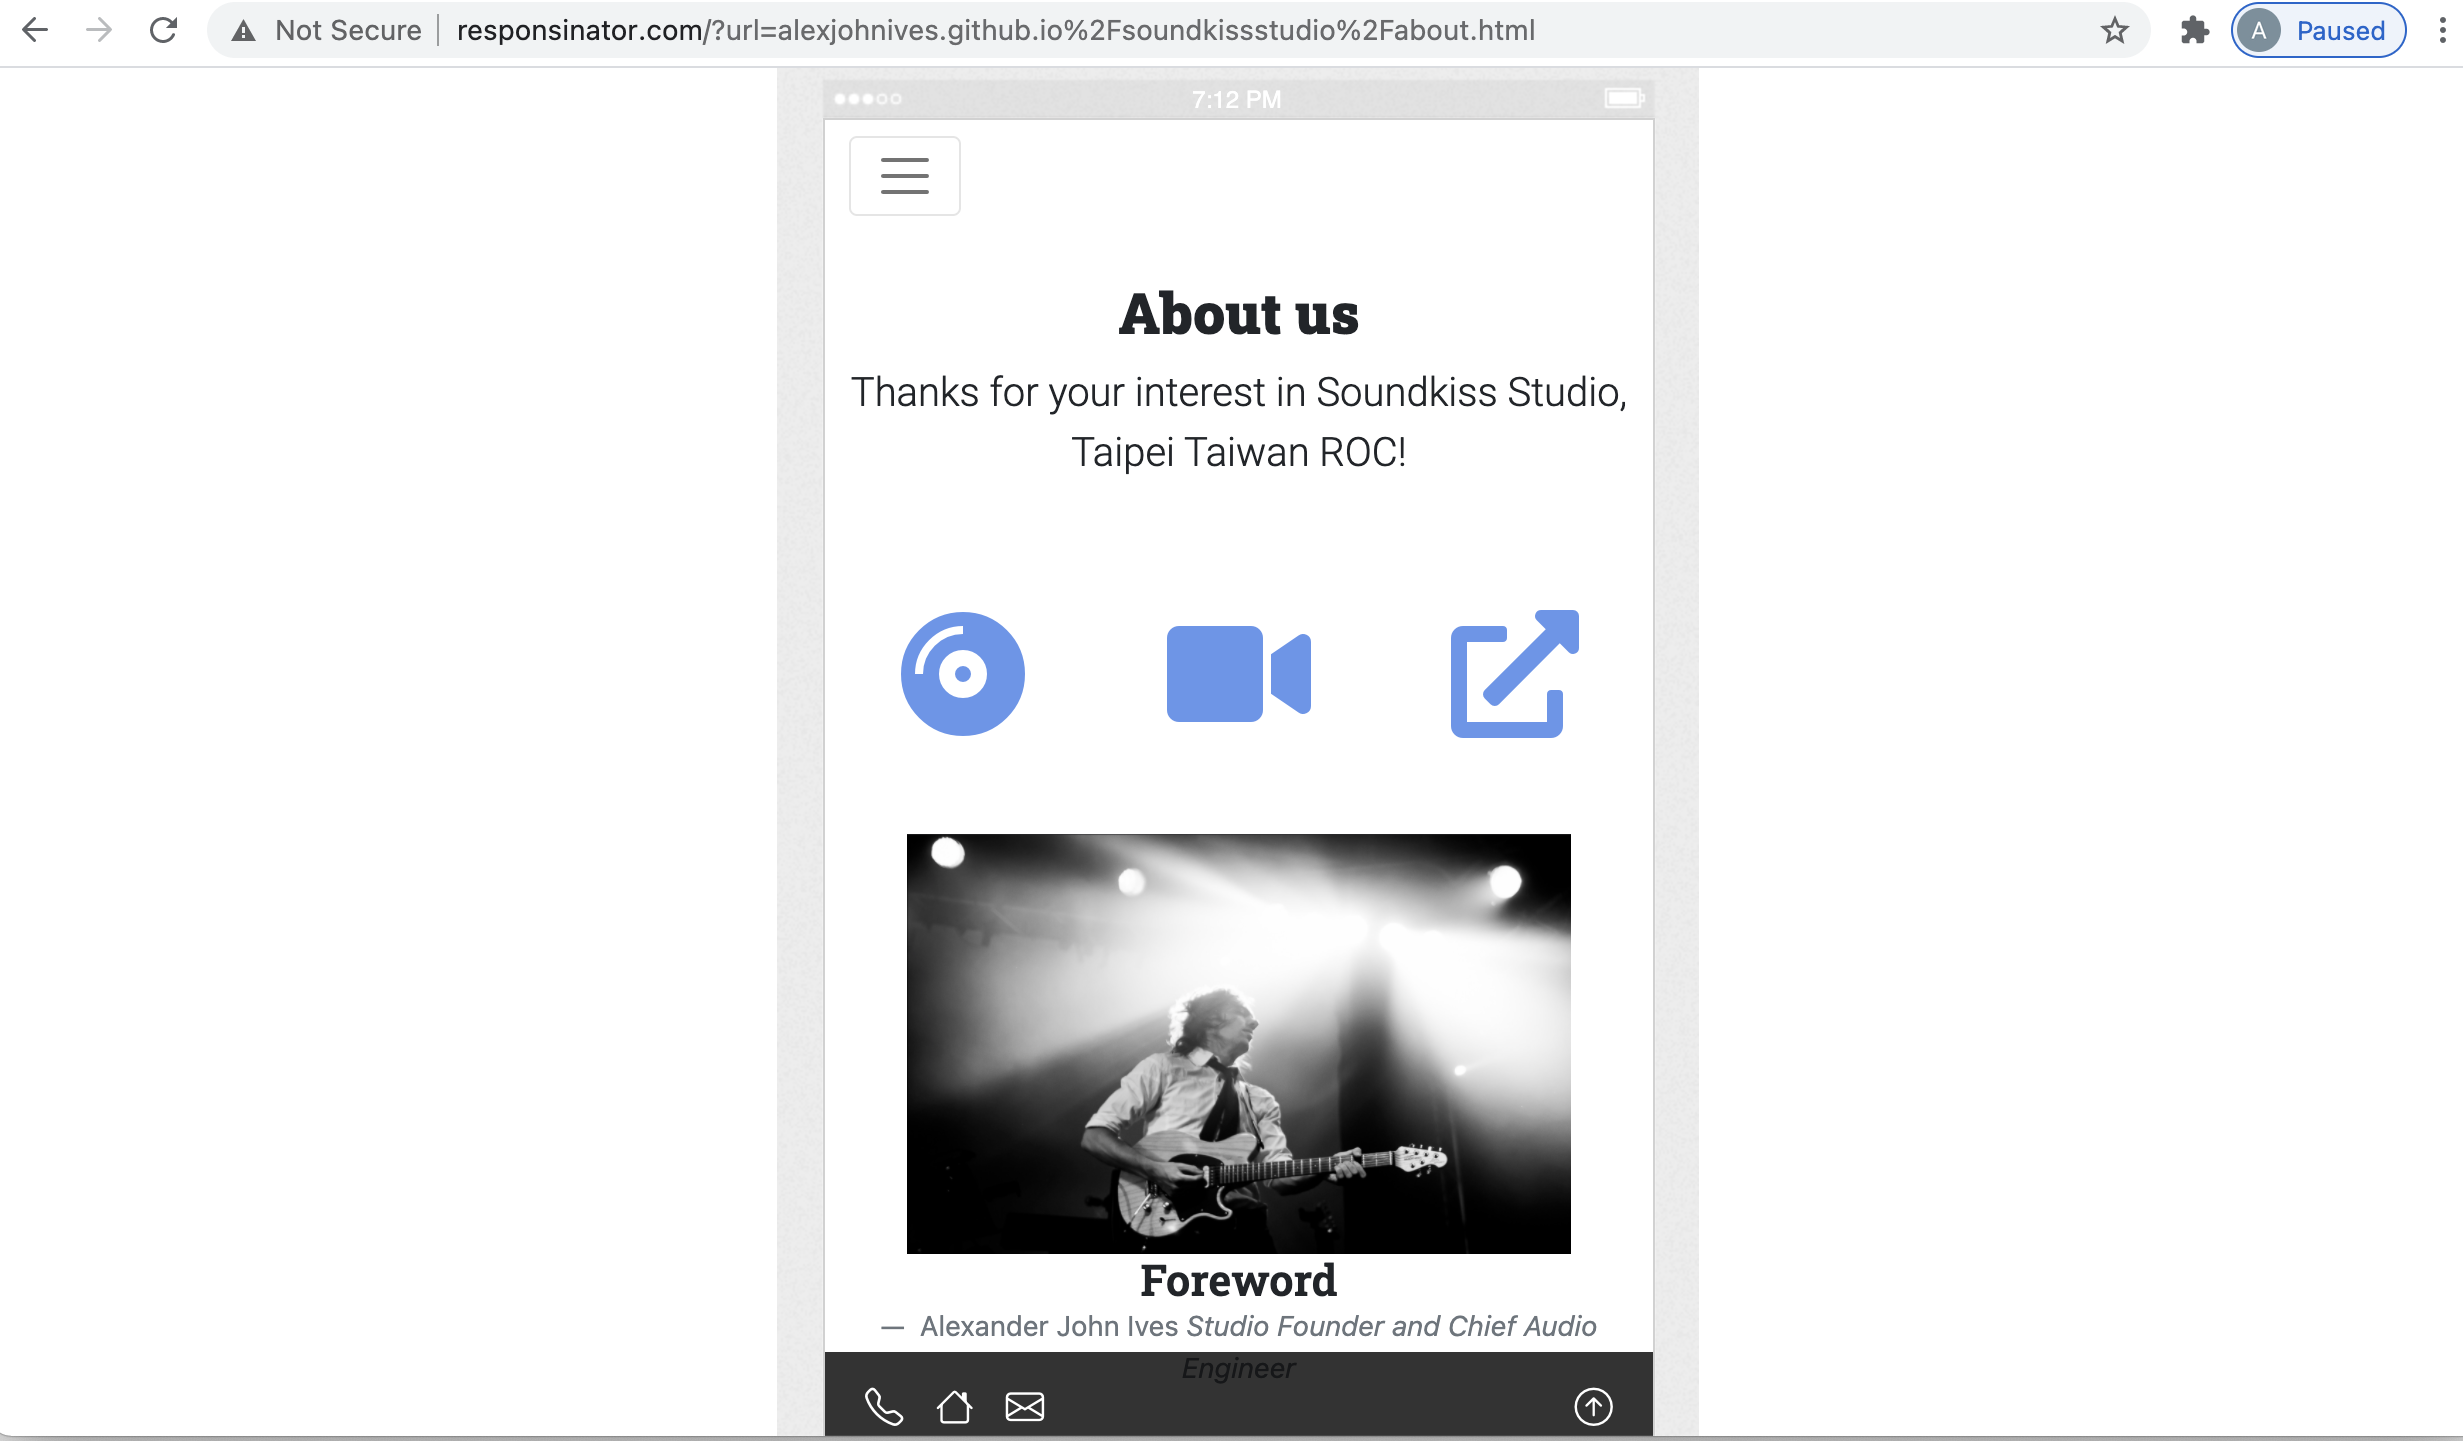 Not Secure
responsinator.com/?url=alexjohnives.github.io%2Fsoundkissstudio%2Fabout.html
A
Paused
7:12 PM
About us
Thanks for your interest in Soundkiss Studio,
Taipei Taiwan ROC!
Foreword
— Alexander John Ives Studio Founder and Chief Audio
Engineer